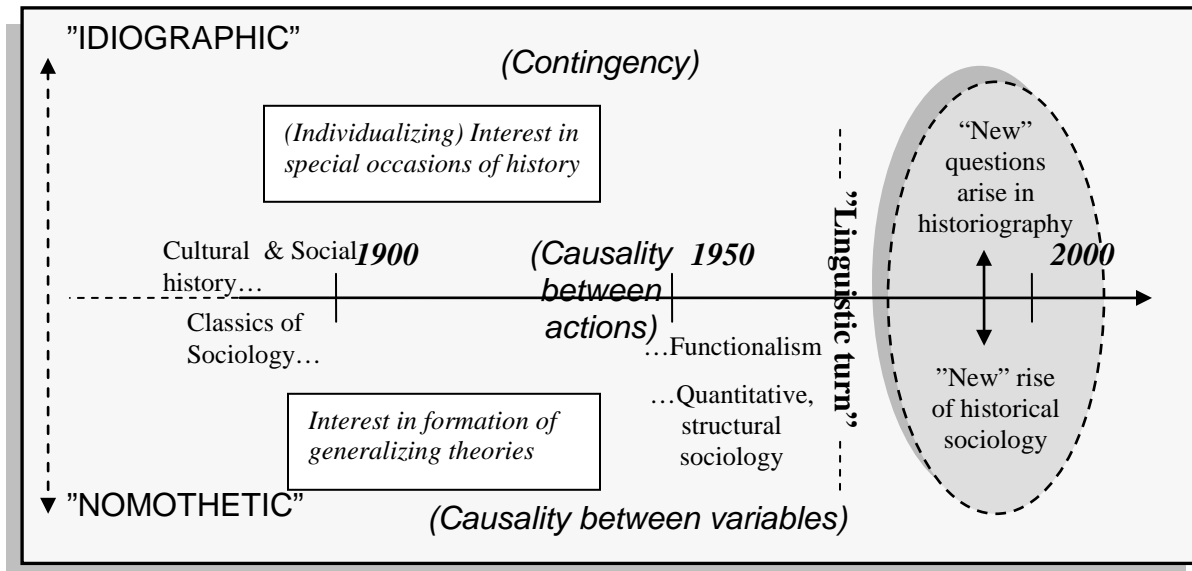 ”IDIOGRAPHIC”
(Contingency)
(Individualizing) Interest in
special occasions of history
“New”
questions
arise in
historiography
”Linguistic turn”
Cultural & Social
history…
1900
(Causality
between
actions)
1950
2000
Classics of
Sociology…
…Functionalism
…Quantitative,
structural
sociology
”New” rise
of historical
sociology
Interest in formation of
generalizing theories
”NOMOTHETIC”
(Causality between variables)